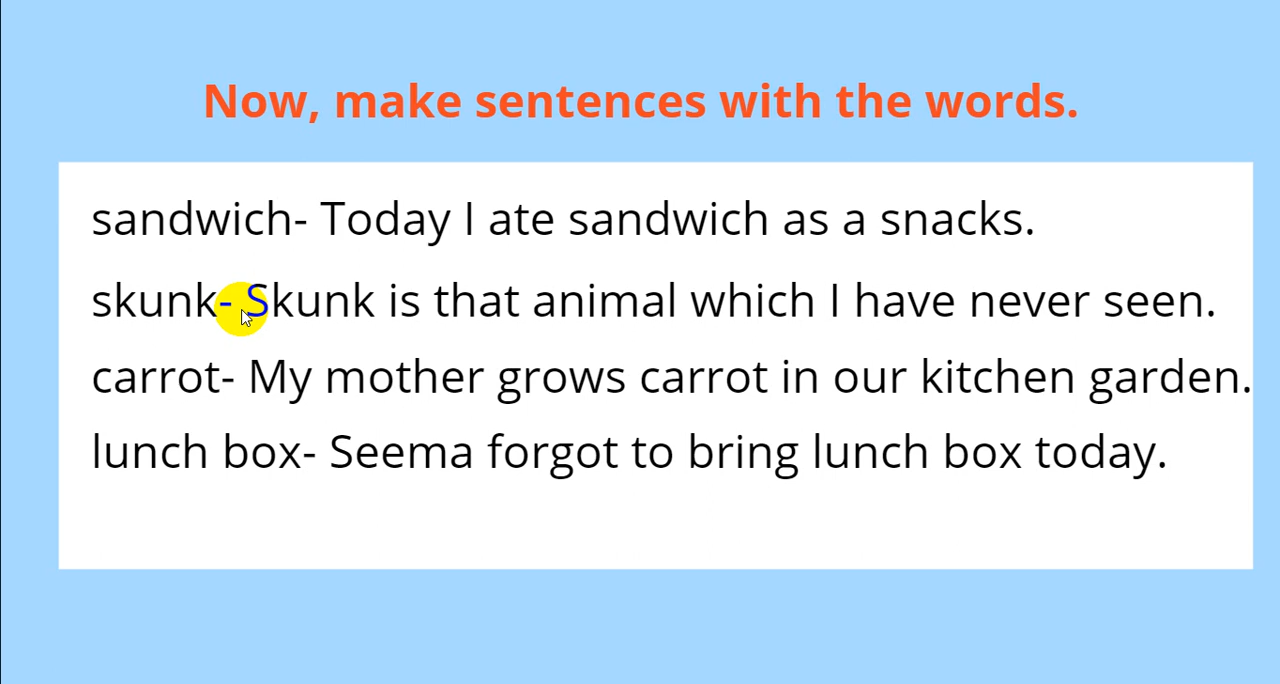 Now, make sentences with the words.
sandwich- Today I ate sandwich as a snacks.
skunk- Skunk is that animal which I have never seen.
carrot- My mother grows carrot in our kitchen garden.
lunch box- Seema forgot to bring lunch box today.